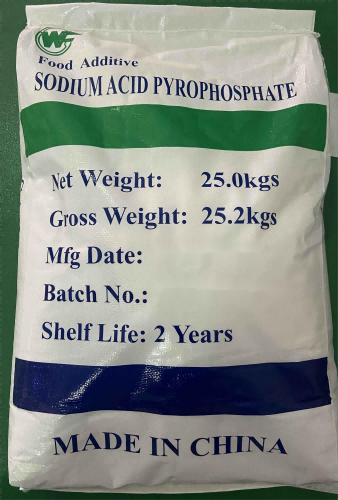 Food Additive
SODIUM ACID PYROPHOSPHATE
Net Weight: 25.0kgs
Gross Weight: 25.2kgs
Mfg Date:
Batch No.:
Shelf Life: 2 Years
MADE IN CHINA